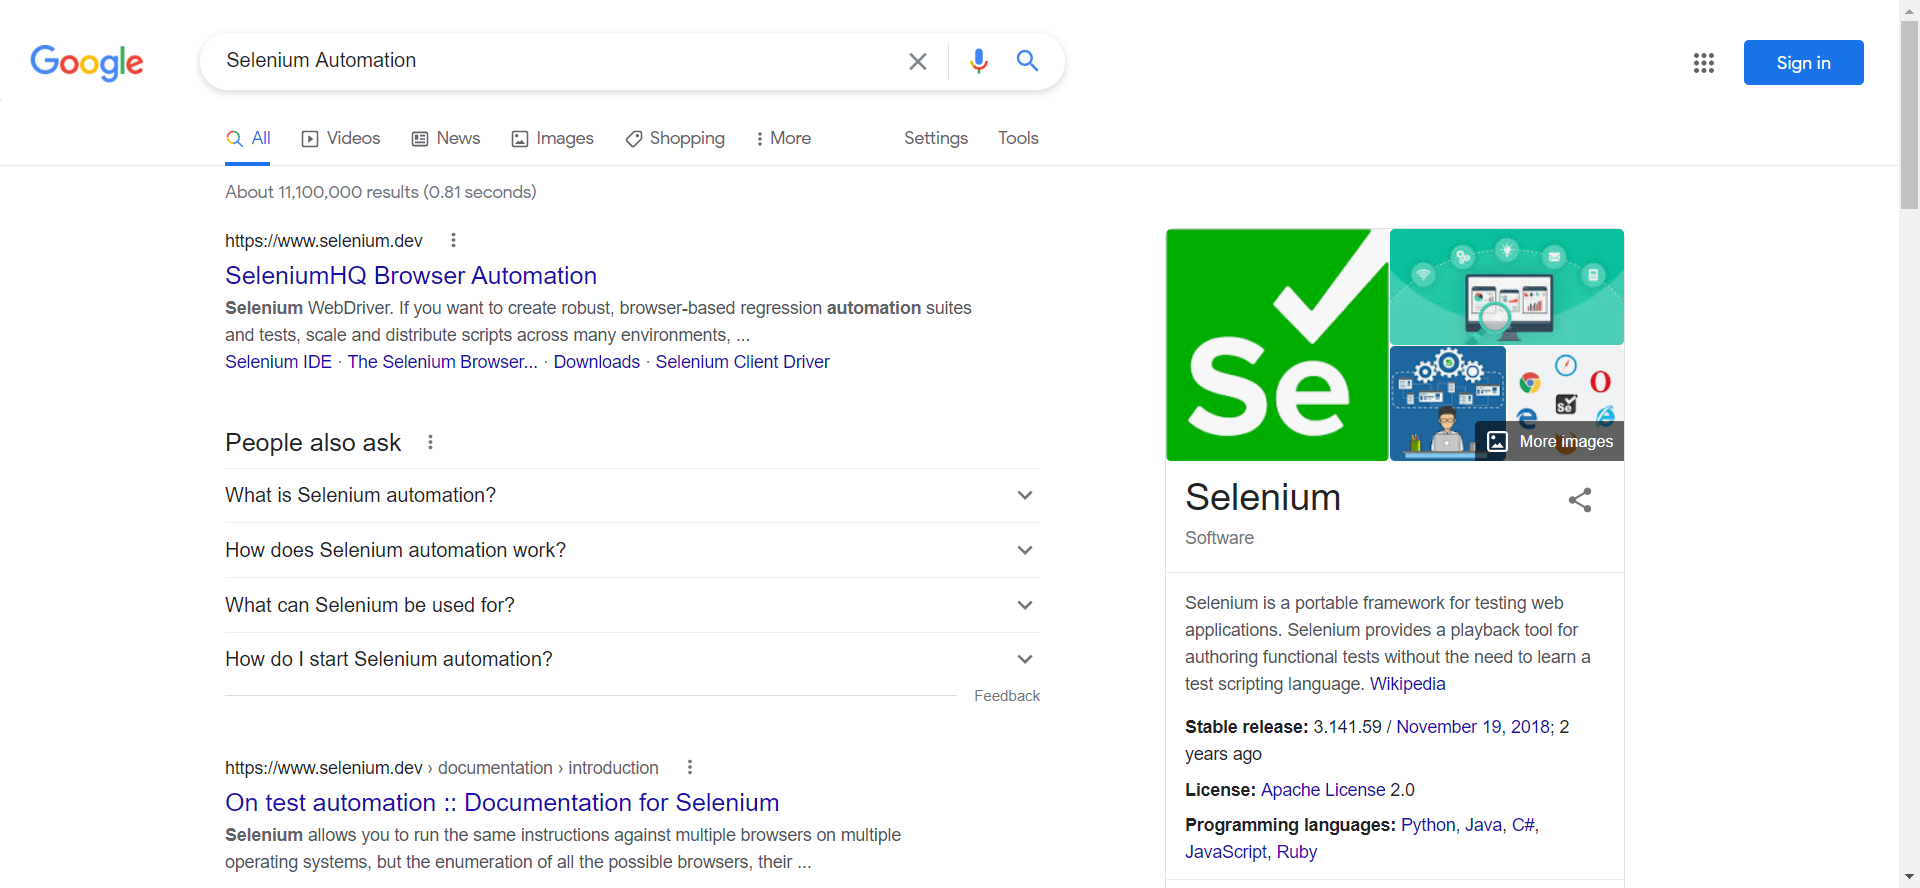 Google
Selenium Automation
Sign in
All
Videos
News
Images
Shopping
More
Settings
Tools
About 11,100,000 results (0.81 seconds)
https://www.selenium.dev
SeleniumHQ Browser Automation
Selenium WebDriver. If you want to create robust, browser-based regression automation suites
and tests, scale and distribute scripts across many environments, ...
Selenium IDE · The Selenium Browser... · Downloads · Selenium Client Driver
People also ask
What is Selenium automation?
How does Selenium automation work?
What can Selenium be used for?
How do I start Selenium automation?
Feedback
https://www.selenium.dev › documentation › introduction
On test automation :: Documentation for Selenium
Selenium allows you to run the same instructions against multiple browsers on multiple
operating systems, but the enumeration of all the possible browsers, their ...
Se
Se
More images
Selenium
Software
Selenium is a portable framework for testing web
applications. Selenium provides a playback tool for
authoring functional tests without the need to learn a
test scripting language. Wikipedia
Stable release: 3.141.59 / November 19, 2018; 2
years ago
License: Apache License 2.0
Programming languages: Python, Java, C#,
JavaScript, Ruby